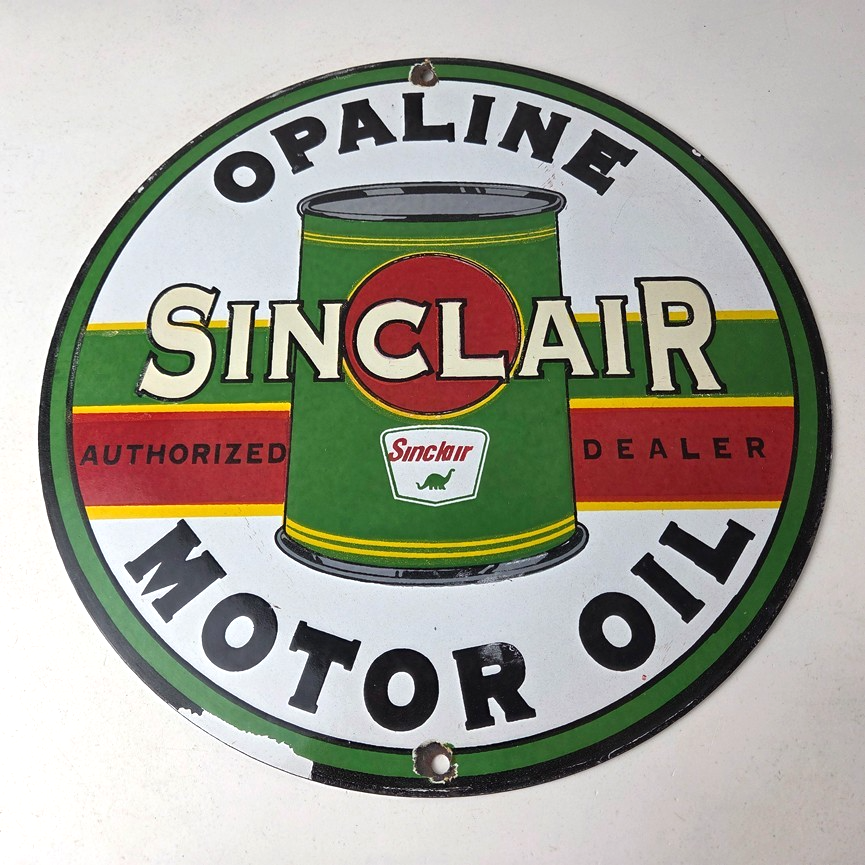 OPALINE
SINCLAIR
AUTHORIZED DEALER
Sinclair
MOTOR OIL